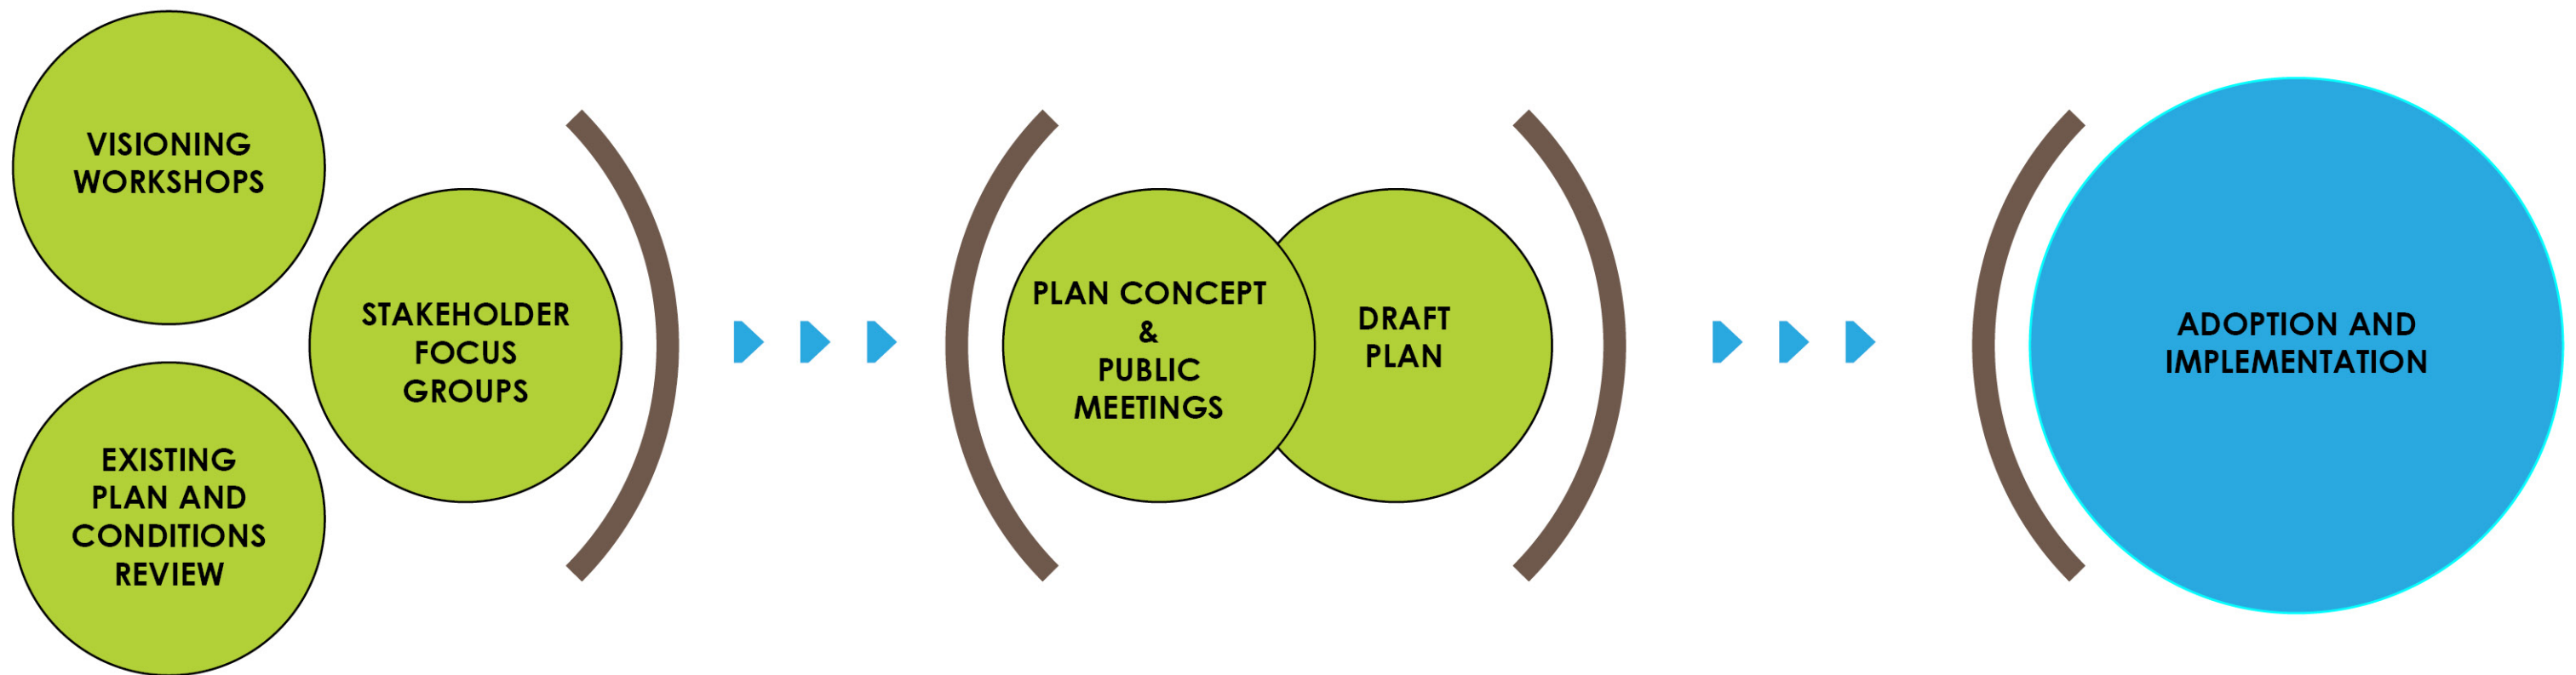 VISIONING
WORKSHOPS
EXISTING
PLAN AND
CONDITIONS
REVIEW
STAKEHOLDER
FOCUS
GROUPS
PLAN CONCEPT
&
PUBLIC
MEETINGS
DRAFT
PLAN
ADOPTION AND
IMPLEMENTATION